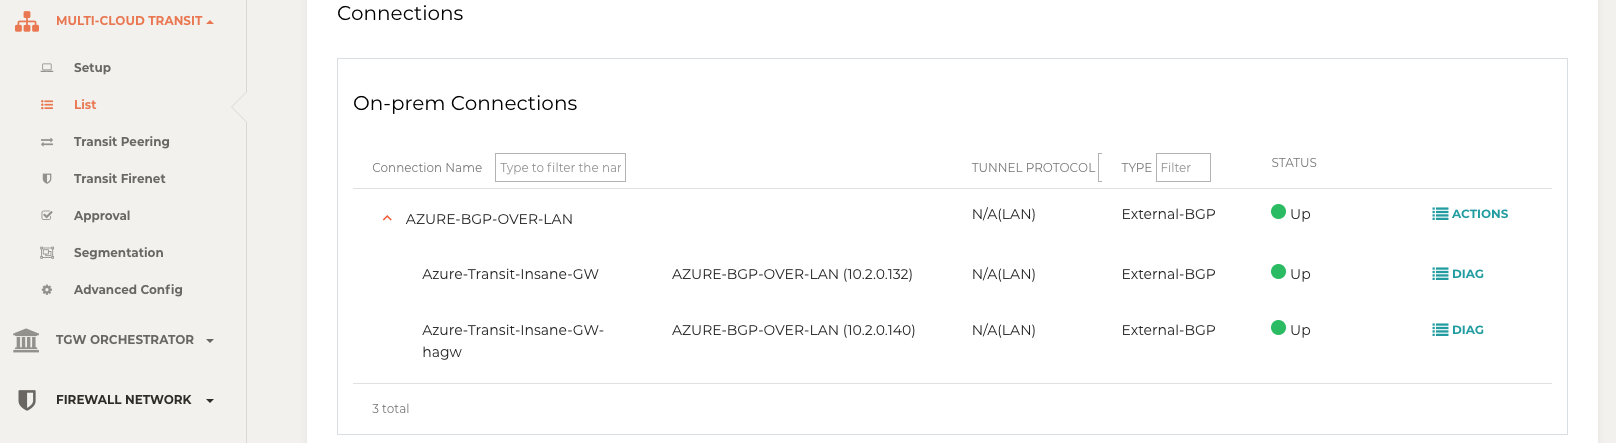 MULTI-CLOUD TRANSIT
Setup
List
Transit Peering
Transit Firenet
Approval
Segmentation
Advanced Config
TGW ORCHESTRATOR
FIREWALL NETWORK
Connections
On-prem Connections
Connection Name Type to filter the nar TUNNEL PROTOCOL TYPE Filter STATUS
AZURE-BGP-OVER-LAN N/A(LAN) External-BGP Up ACTIONS
Azure-Transit-Insane-GW AZURE-BGP-OVER-LAN (10.2.0.132) N/A(LAN) External-BGP Up DIAG
Azure-Transit-Insane-GW- AZURE-BGP-OVER-LAN (10.2.0.140) N/A(LAN) External-BGP Up DIAG
hagw
3 total